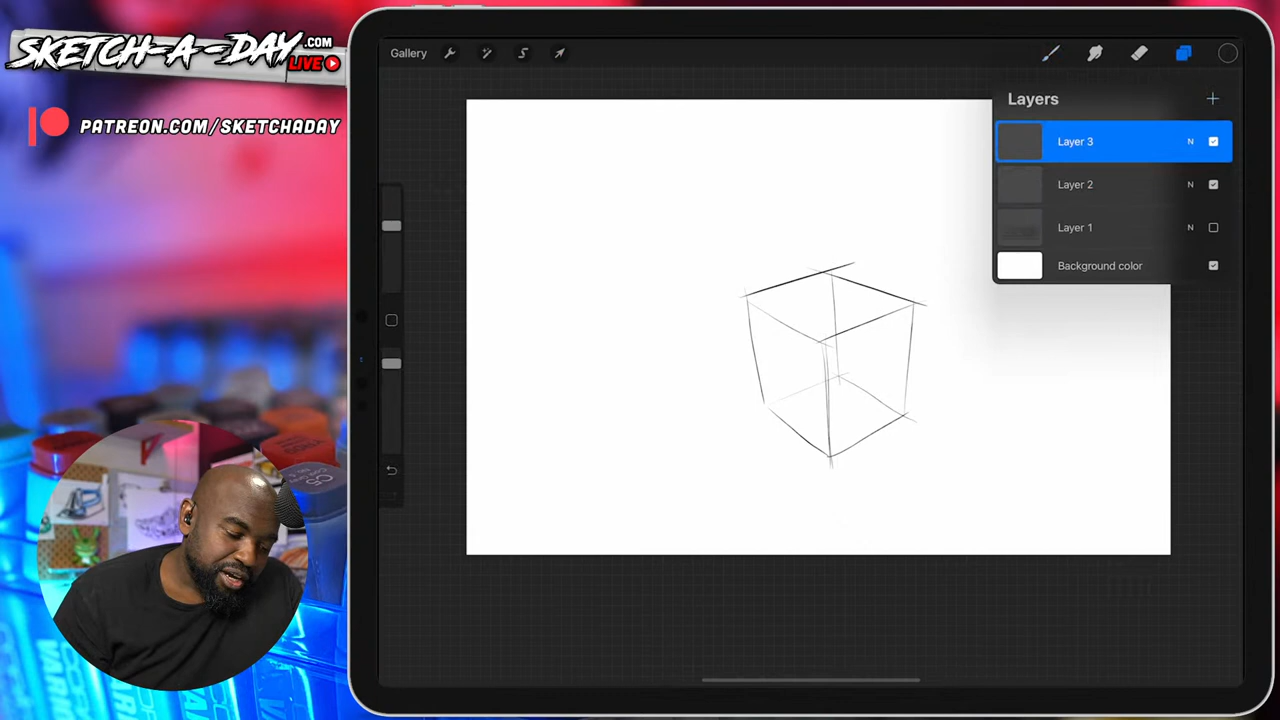 SKETCH-A-DAY.COM
LIVE
PATREON.COM/SKETCHADAY
Gallery
Layers
Layer 3 N
Layer 2 N
Layer 1 N
Background color